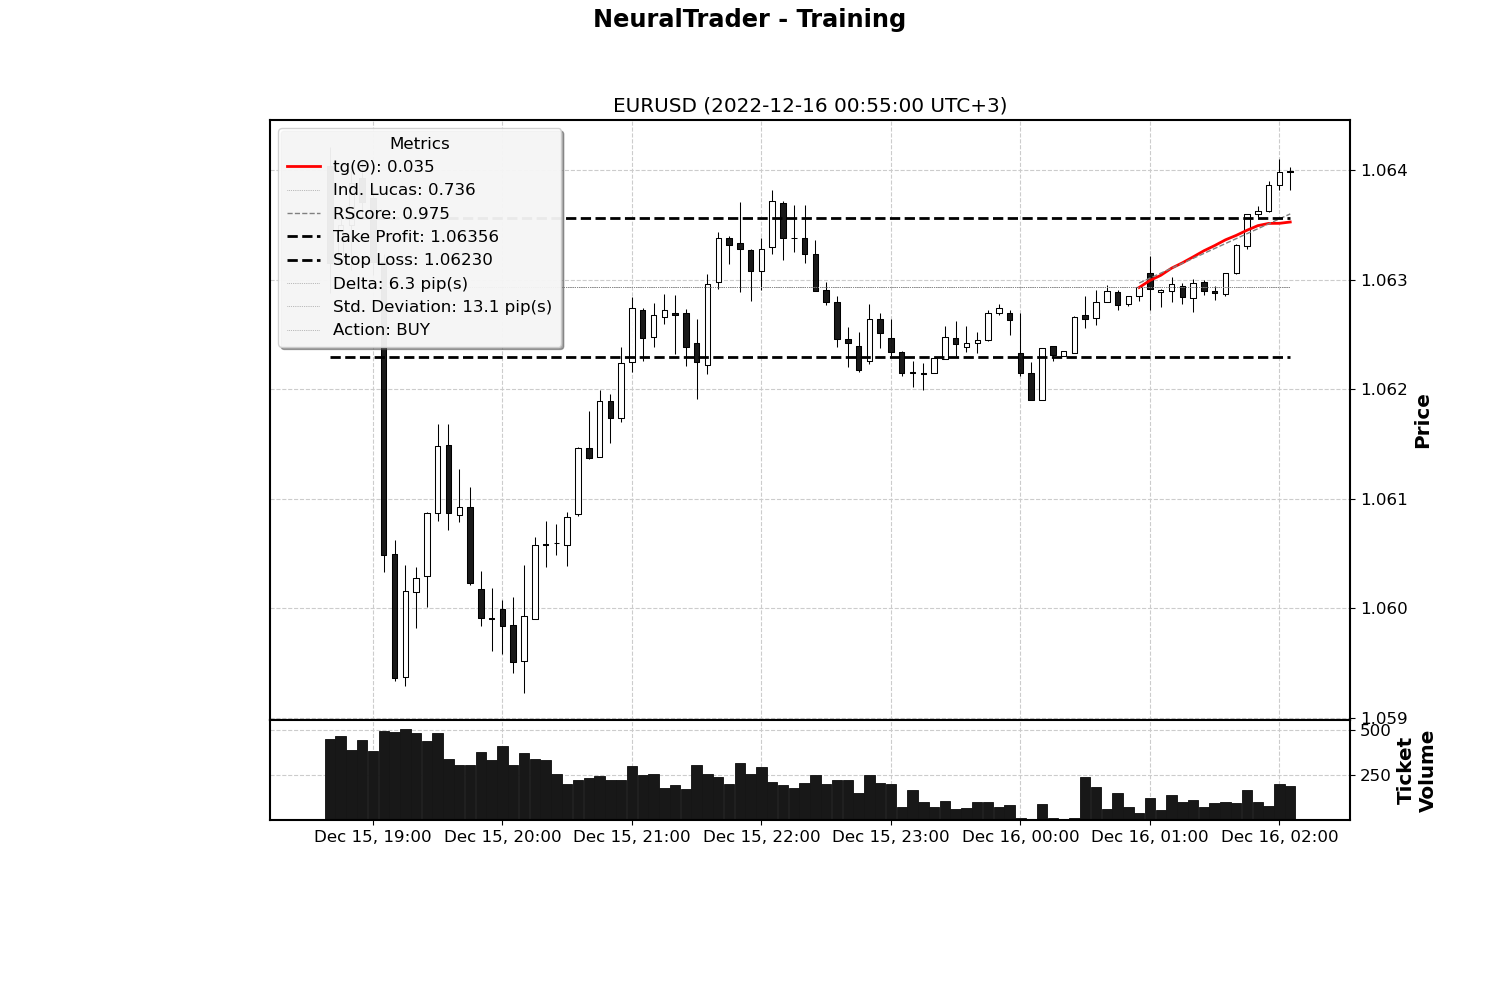 NeuralTrader - Training
EURUSD (2022-12-16 00:55:00 UTC+3)
Metrics
tg(Θ): 0.035
Ind. Lucas: 0.736
RScore: 0.975
Take Profit: 1.06356
Stop Loss: 1.06230
Delta: 6.3 pip(s)
Std. Deviation: 13.1 pip(s)
Action: BUY
1.064
1.063
1.062
1.061
1.060
1.059
Price
500
250
Ticket
Volume
Dec 15, 19:00
Dec 15, 20:00
Dec 15, 21:00
Dec 15, 22:00
Dec 15, 23:00
Dec 16, 00:00
Dec 16, 01:00
Dec 16, 02:00